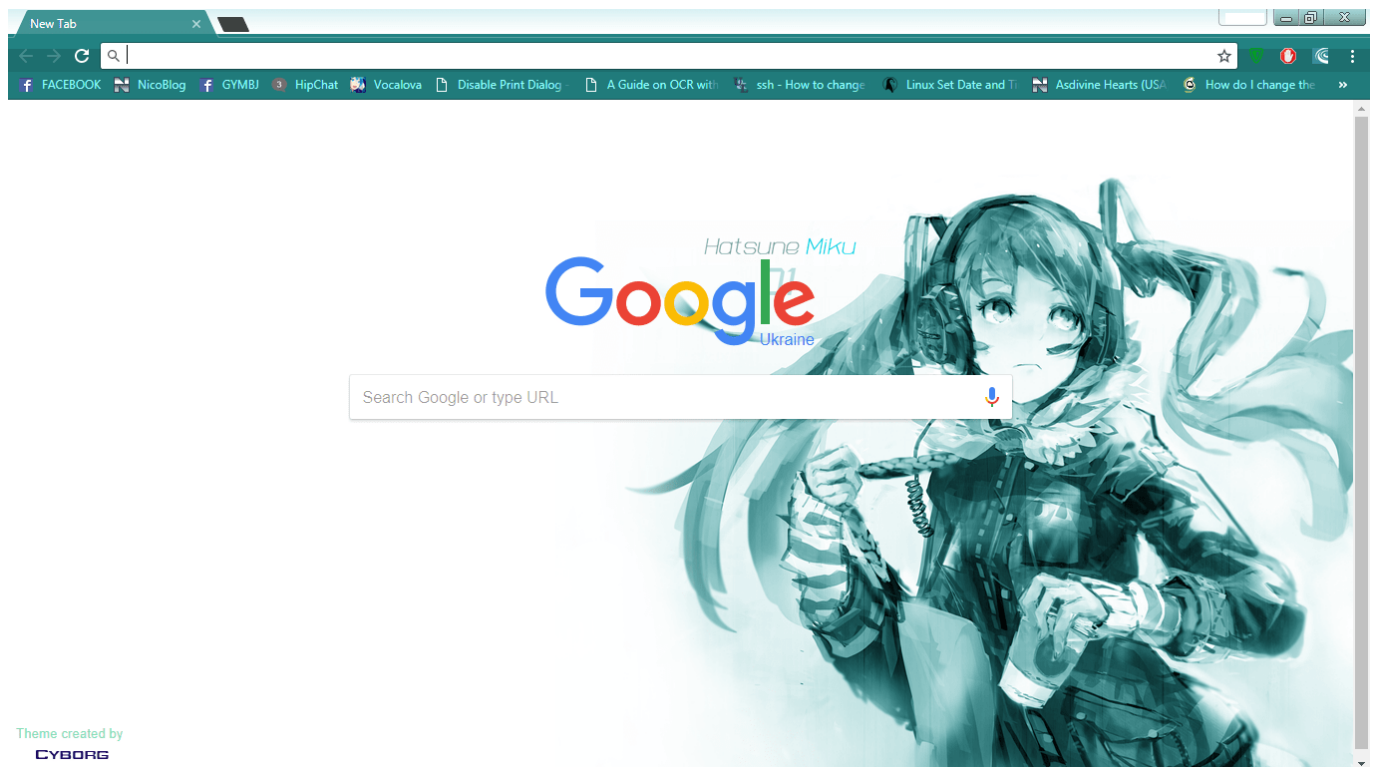 New Tab
FACEBOOK NicoBlog GYMBJ 3 HipChat Vocalova Disable Print Dialog - A Guide on OCR with ssh - How to change Linux Set Date and Ti Asdivine Hearts (USA How do I change the »
Hatsune Miku
01
Google
Ukraine
Search Google or type URL
Theme created by
CYBORG